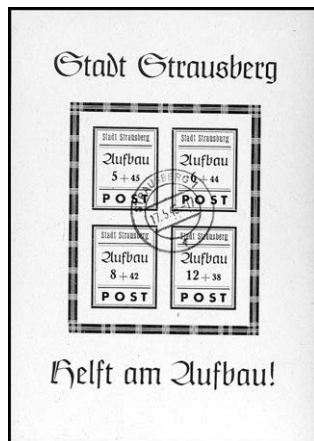 Stadt Strausberg
Stadt Strausberg
Aufbau
5 + 45
POST
Stadt Strausberg
Aufbau
6 + 44
POST
STRAUSBERG
Stadt Strausberg
Aufbau
8 + 42
POST
Stadt Strausberg
Aufbau
12 + 38
POST
Helft am Aufbau!